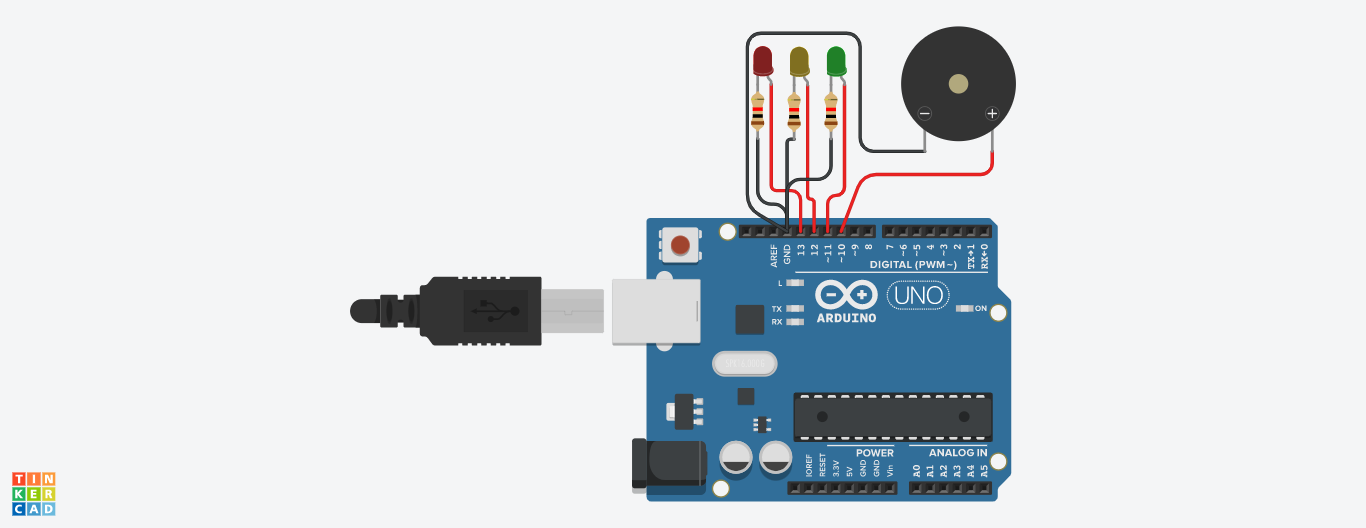 − +
AREF
GND
13
12
~11
~10
~9
8
7
~6
~5
4
~3
2
TX→1
RX←0
DIGITAL (PWM~)
L
TX
RX
ARDUINO
UNO
ON
POWER
ANALOG IN
IOREF
RESET
3.3V
5V
GND
GND
Vin
A0
A1
A2
A3
A4
A5
TIN
KER
CAD